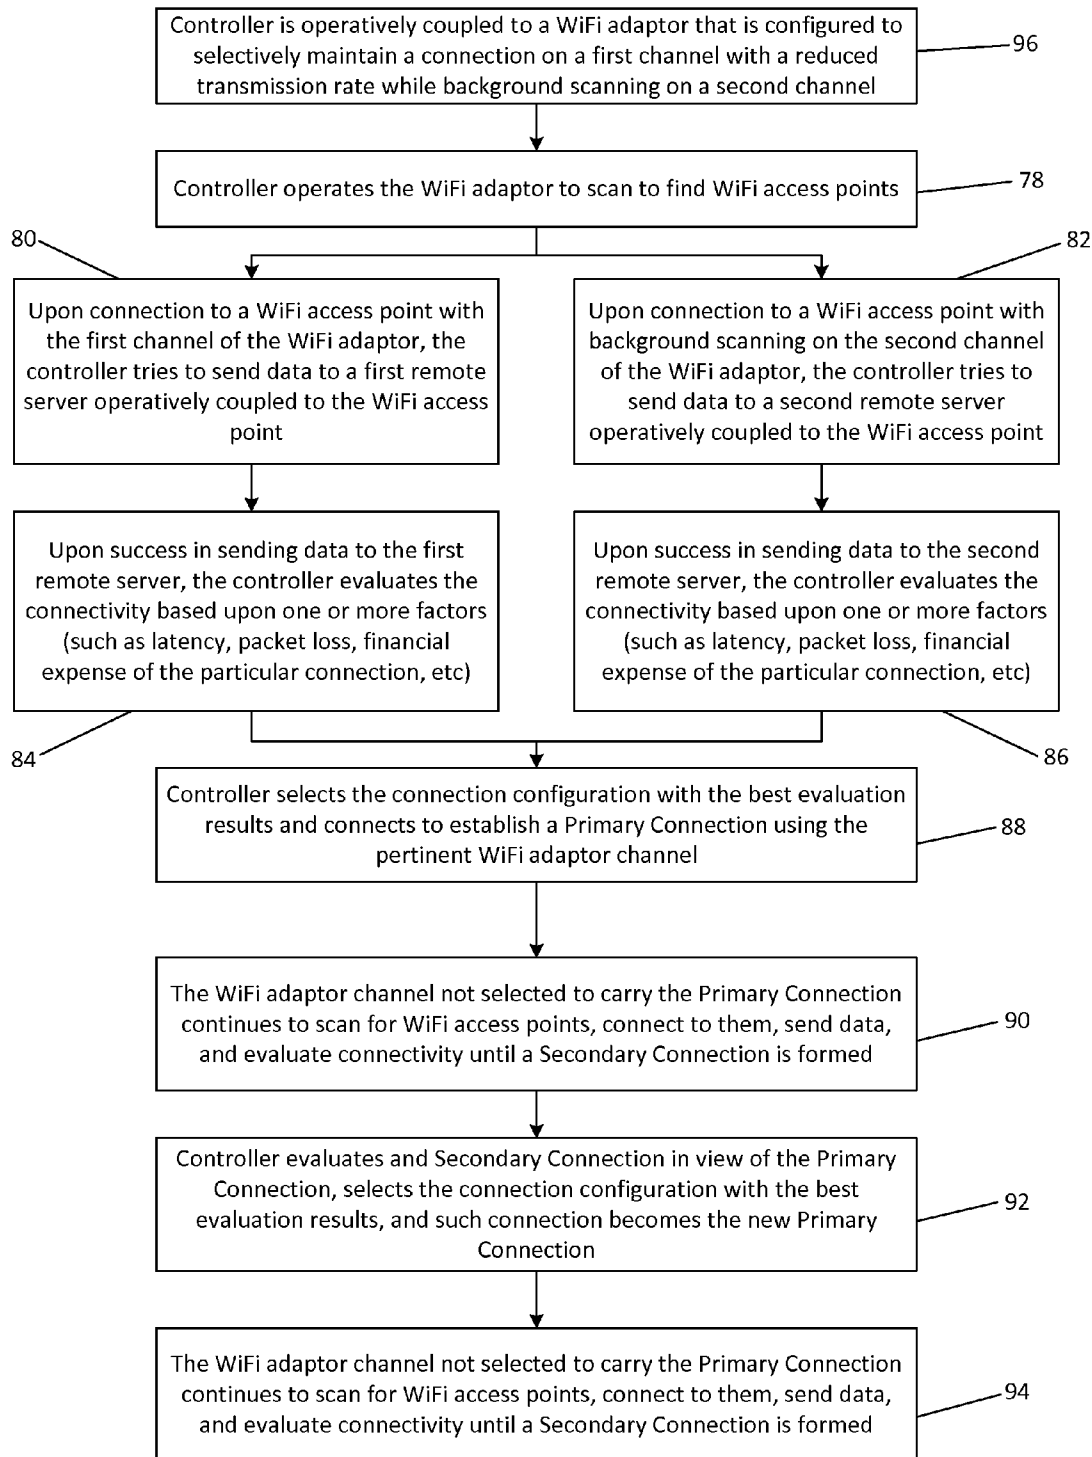 Controller is operatively coupled to a WiFi adaptor that is configured to
selectively maintain a connection on a first channel with a reduced
transmission rate while background scanning on a second channel
96
Controller operates the WiFi adaptor to scan to find WiFi access points
78
80
82
Upon connection to a WiFi access point with
the first channel of the WiFi adaptor, the
controller tries to send data to a first remote
server operatively coupled to the WiFi access
point
Upon connection to a WiFi access point with
background scanning on the second channel
of the WiFi adaptor, the controller tries to
send data to a second remote server
operatively coupled to the WiFi access point
Upon success in sending data to the first
remote server, the controller evaluates the
connectivity based upon one or more factors
(such as latency, packet loss, financial
expense of the particular connection, etc)
Upon success in sending data to the second
remote server, the controller evaluates the
connectivity based upon one or more factors
(such as latency, packet loss, financial
expense of the particular connection, etc)
84
86
Controller selects the connection configuration with the best evaluation
results and connects to establish a Primary Connection using the
pertinent WiFi adaptor channel
88
The WiFi adaptor channel not selected to carry the Primary Connection
continues to scan for WiFi access points, connect to them, send data,
and evaluate connectivity until a Secondary Connection is formed
90
Controller evaluates and Secondary Connection in view of the Primary
Connection, selects the connection configuration with the best
evaluation results, and such connection becomes the new Primary
Connection
92
The WiFi adaptor channel not selected to carry the Primary Connection
continues to scan for WiFi access points, connect to them, send data,
and evaluate connectivity until a Secondary Connection is formed
94